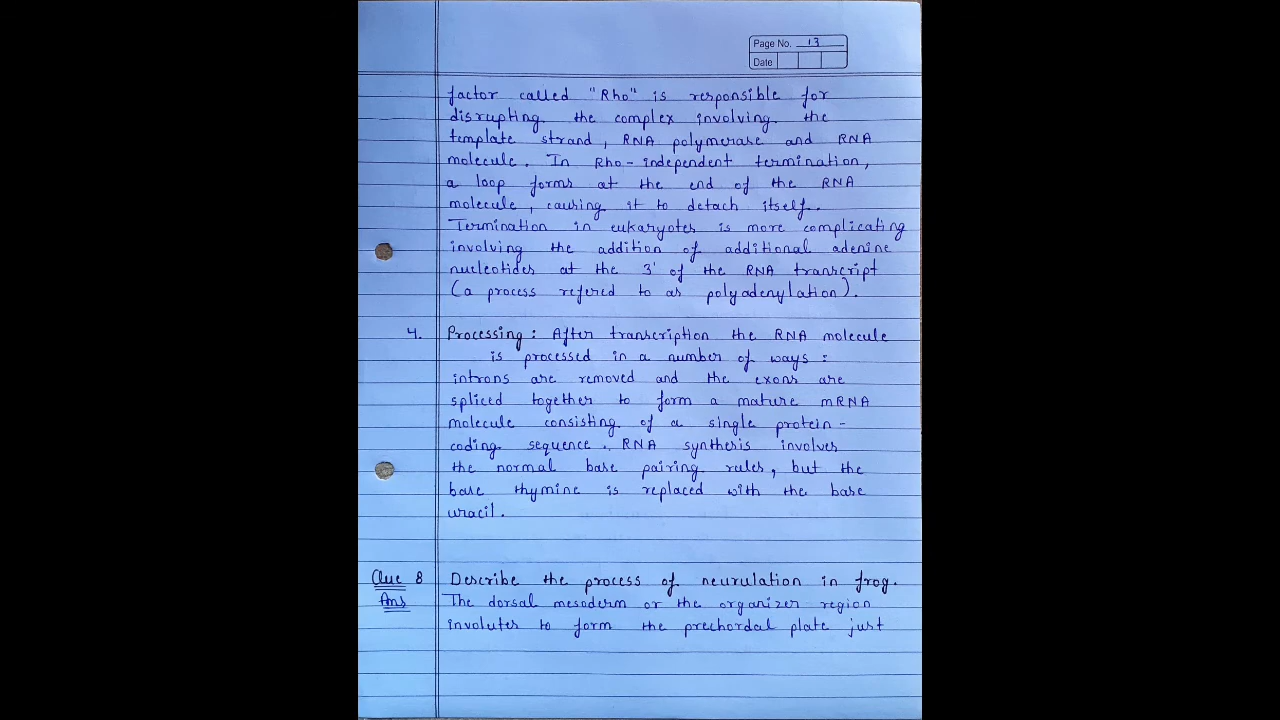 Page No. 13
Date
factor called "Rho" is responsible for
disrupting the complex involving the
template strand, RNA polymerase and RNA
molecule. In Rho-independent termination,
a loop forms at the end of the RNA
molecule, causing it to detach itself.
Termination in eukaryotes is more complicating
involving the addition of additional adenine
nucleotides at the 3' of the RNA transcript
(a process refered to as polyadenylation).
4. Processing: After transcription the RNA molecule
is processed in a number of ways:
introns are removed and the exons are
spliced together to form a mature mRNA
molecule consisting of a single protein-
coding sequence. RNA synthesis involves
the normal base pairing rules, but the
base thymine is replaced with the base
uracil.
Que 8 Describe the process of neurulation in frog.
Ans The dorsal mesoderm or the organizer region
involutes to form the prechordal plate just